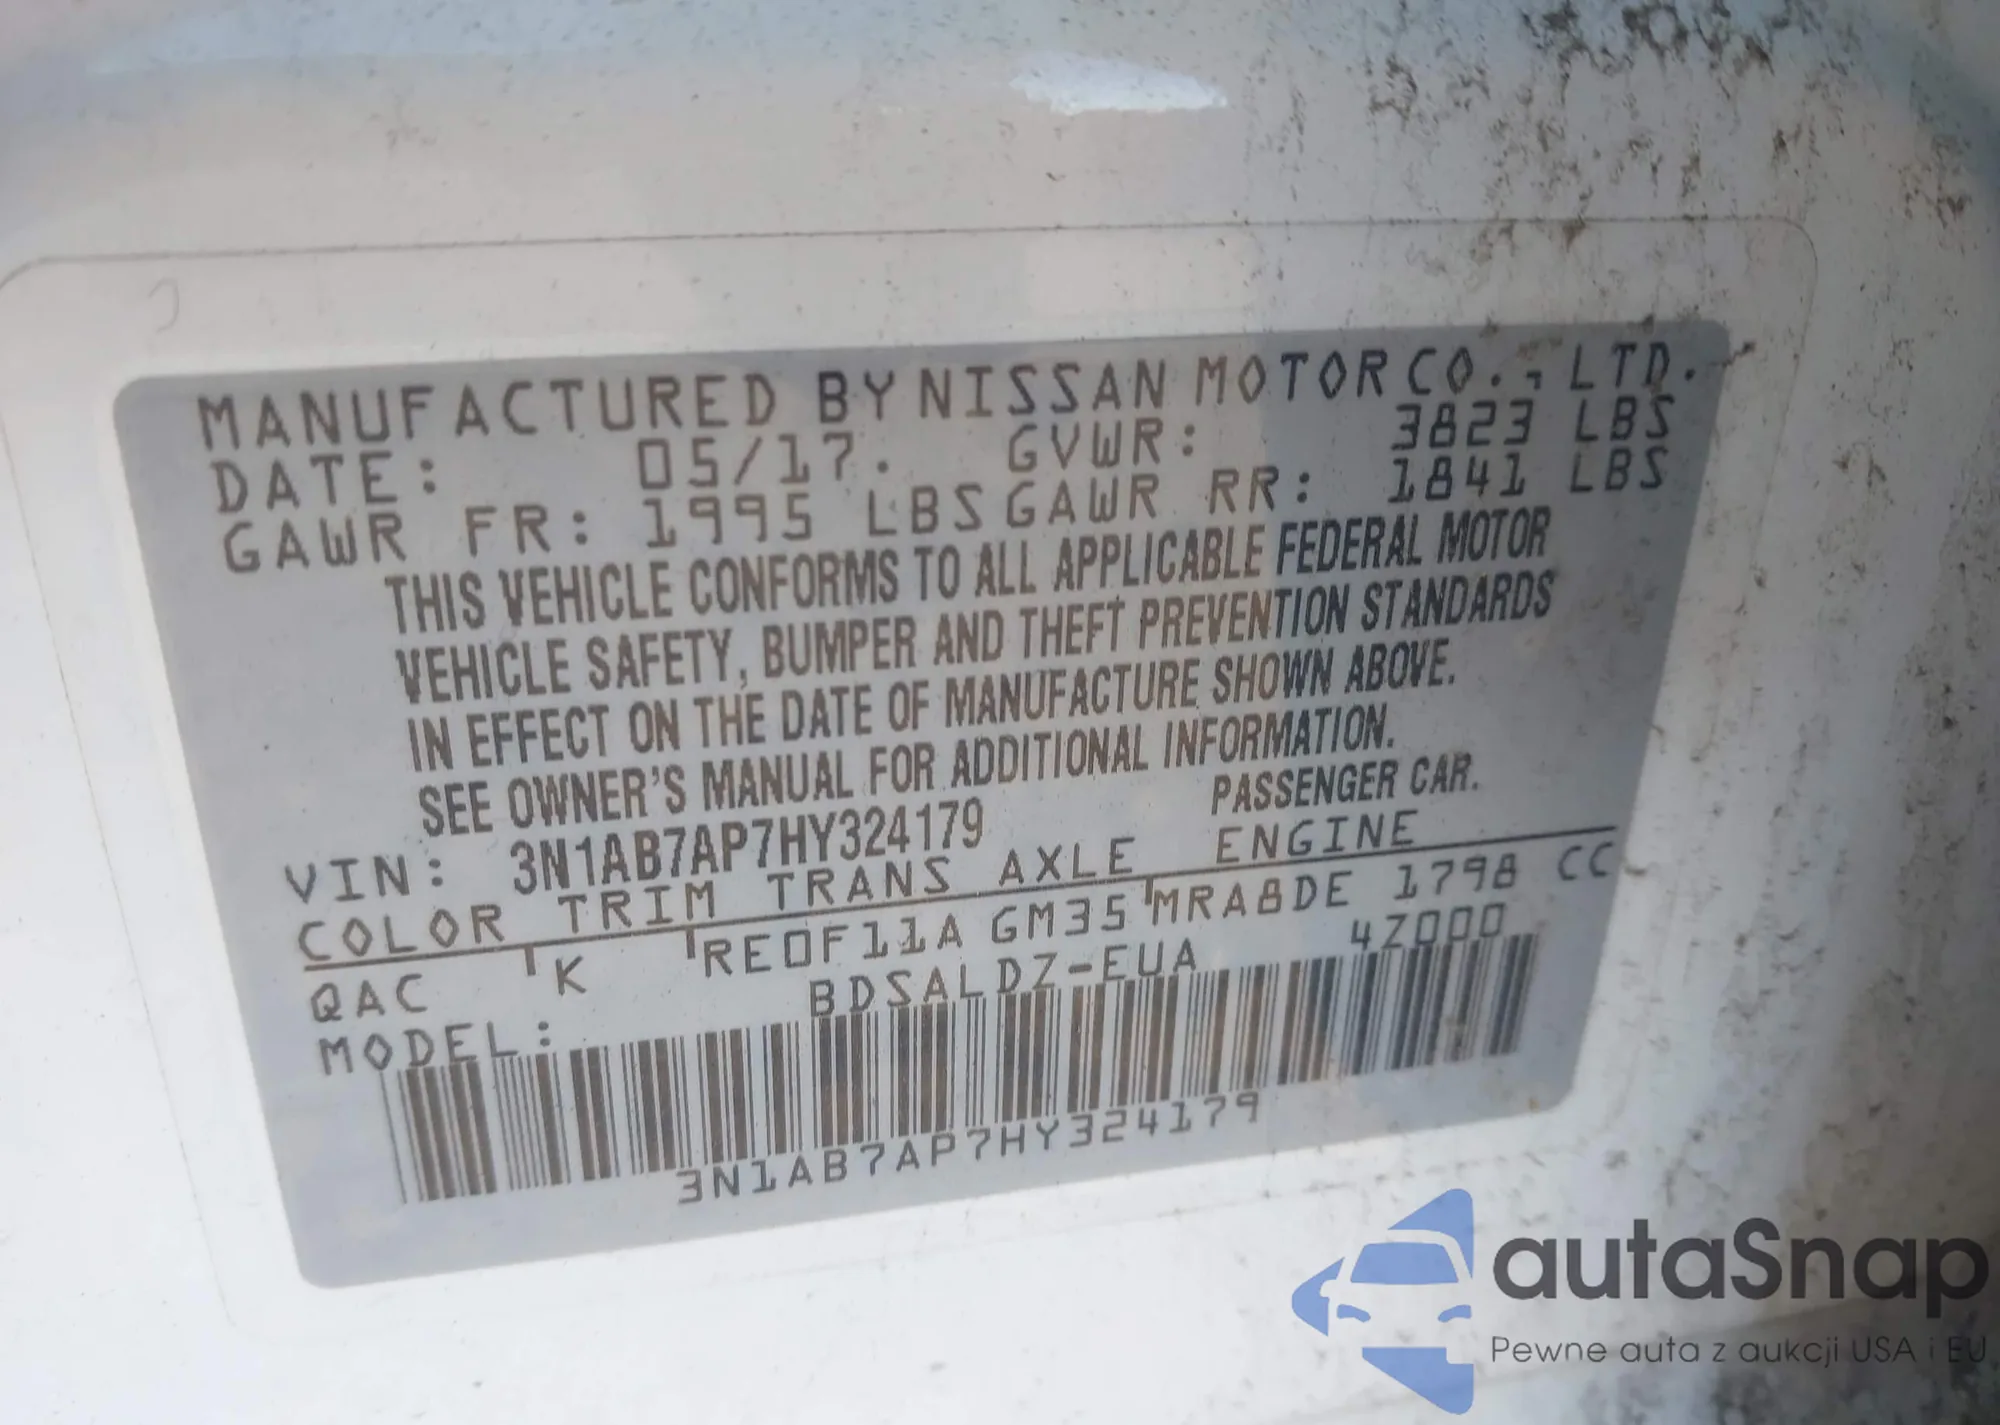 MANUFACTURED BY NISSAN MOTOR CO., LTD.
DATE: 05/17. GVWR: 3823 LBS
GAWR FR: 1995 LBS GAWR RR: 1841 LBS
THIS VEHICLE CONFORMS TO ALL APPLICABLE FEDERAL MOTOR
VEHICLE SAFETY, BUMPER AND THEFT PREVENTION STANDARDS
IN EFFECT ON THE DATE OF MANUFACTURE SHOWN ABOVE.
SEE OWNER'S MANUAL FOR ADDITIONAL INFORMATION.
VIN: 3N1AB7AP7HY324179 PASSENGER CAR.
COLOR TRIM TRANS AXLE ENGINE
QAC K RE0F11A GM35 MRA8DE 1798 CC
MODEL: BDSALDZ-EUA 4Z000
3N1AB7AP7HY324179
autaSnap
Pewne auta z aukcji USA i EU